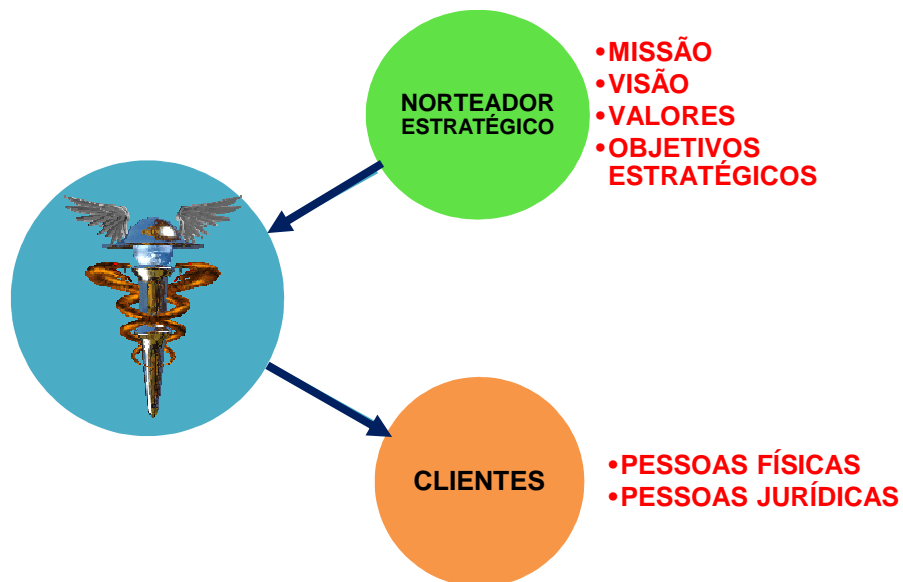 NORTEADOR
ESTRATÉGICO
•MISSÃO
•VISÃO
•VALORES
•OBJETIVOS
ESTRATÉGICOS
CLIENTES
•PESSOAS FÍSICAS
•PESSOAS JURÍDICAS